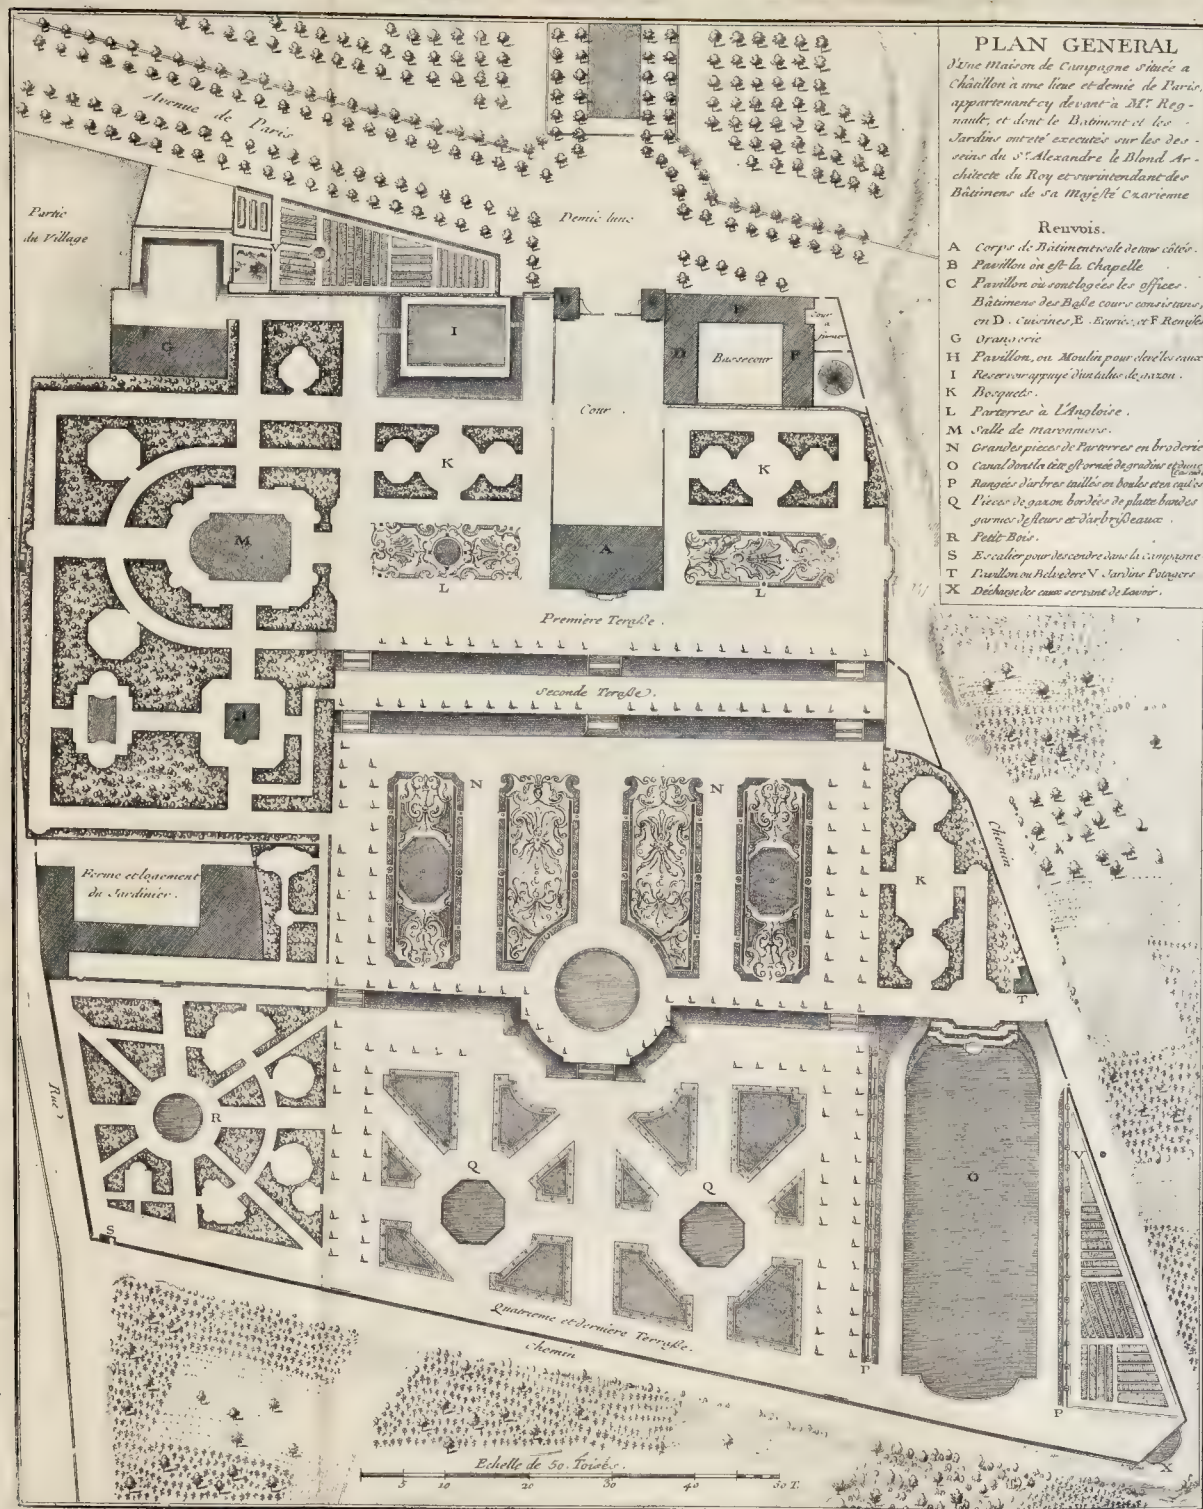 PLAN GENERAL
d'une Maison de Campagne située a
Châtillon à une lieue et demie de Paris,
appartenant cy devant à Mr. Reg-
nault, et dont le Batiment et les
Jardins ont eté executés sur les des-
seins du Sr. Alexandre le Blond Ar-
chitecte du Roy et surintendant des
Bâtimens de sa Majesté Czarienne
Renvois.
A Corps de Bâtiment isolé de tous côtés.
B Pavillon où est la Chapelle
C Pavillon où sont logées les offices.
Bâtimens des Basse cours consistans,
en D. Cuisines, E. Ecuries, et F Remises
G Orangerie
H Pavillon, ou Moulin pour elevé les eaux
I Reservoir appuyé d'un talus de gazon.
K Bosquets.
L Parterres à L'Angloise.
M Salle de maronniers.
N Grandes pieces de Parterres en broderie
O Canal dont la tête est ornée de gradins et d'une
P Rangées d'arbres taillés en boules et en
Q Pieces de gazon bordées de platte bandes
garnies de fleurs et d'arbrisseaux.
R Petit Bois.
S Escalier pour descendre dans la Campagne
T Pavillon ou Belvedere V Jardins Potagers
X Décharge des eaux servant de Lavoir.
Avenue de Paris
Partie
du Village
Demie lune
V
I
G
E
D
Bassecour
F
Cour
Cour.
K
K
M
A
L
L
Premiere Terasse.
Seconde Terasse.
N
N
Ferme et logement
du Jardinier.
Chemin
K
T
Rue
R
Q
Q
O
V
S
Quatrieme et derniere Terrasse.
Chemin
P
P
X
Echelle de 50. Toises.
5 10 20 30 40 50 T.